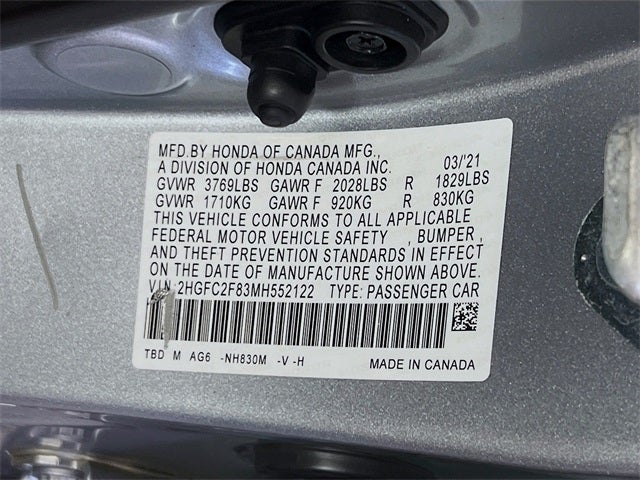 MFD.BY HONDA OF CANADA MFG.,
A DIVISION OF HONDA CANADA INC. 03/'21
GVWR 3769LBS GAWR F 2028LBS R 1829LBS
GVWR 1710KG GAWR F 920KG R 830KG
THIS VEHICLE CONFORMS TO ALL APPLICABLE
FEDERAL MOTOR VEHICLE SAFETY , BUMPER ,
AND THEFT PREVENTION STANDARDS IN EFFECT
ON THE DATE OF MANUFACTURE SHOWN ABOVE.
VIN:2HGFC2F83MH552122 TYPE: PASSENGER CAR
TBD M AG6 -NH830M -V -H MADE IN CANADA